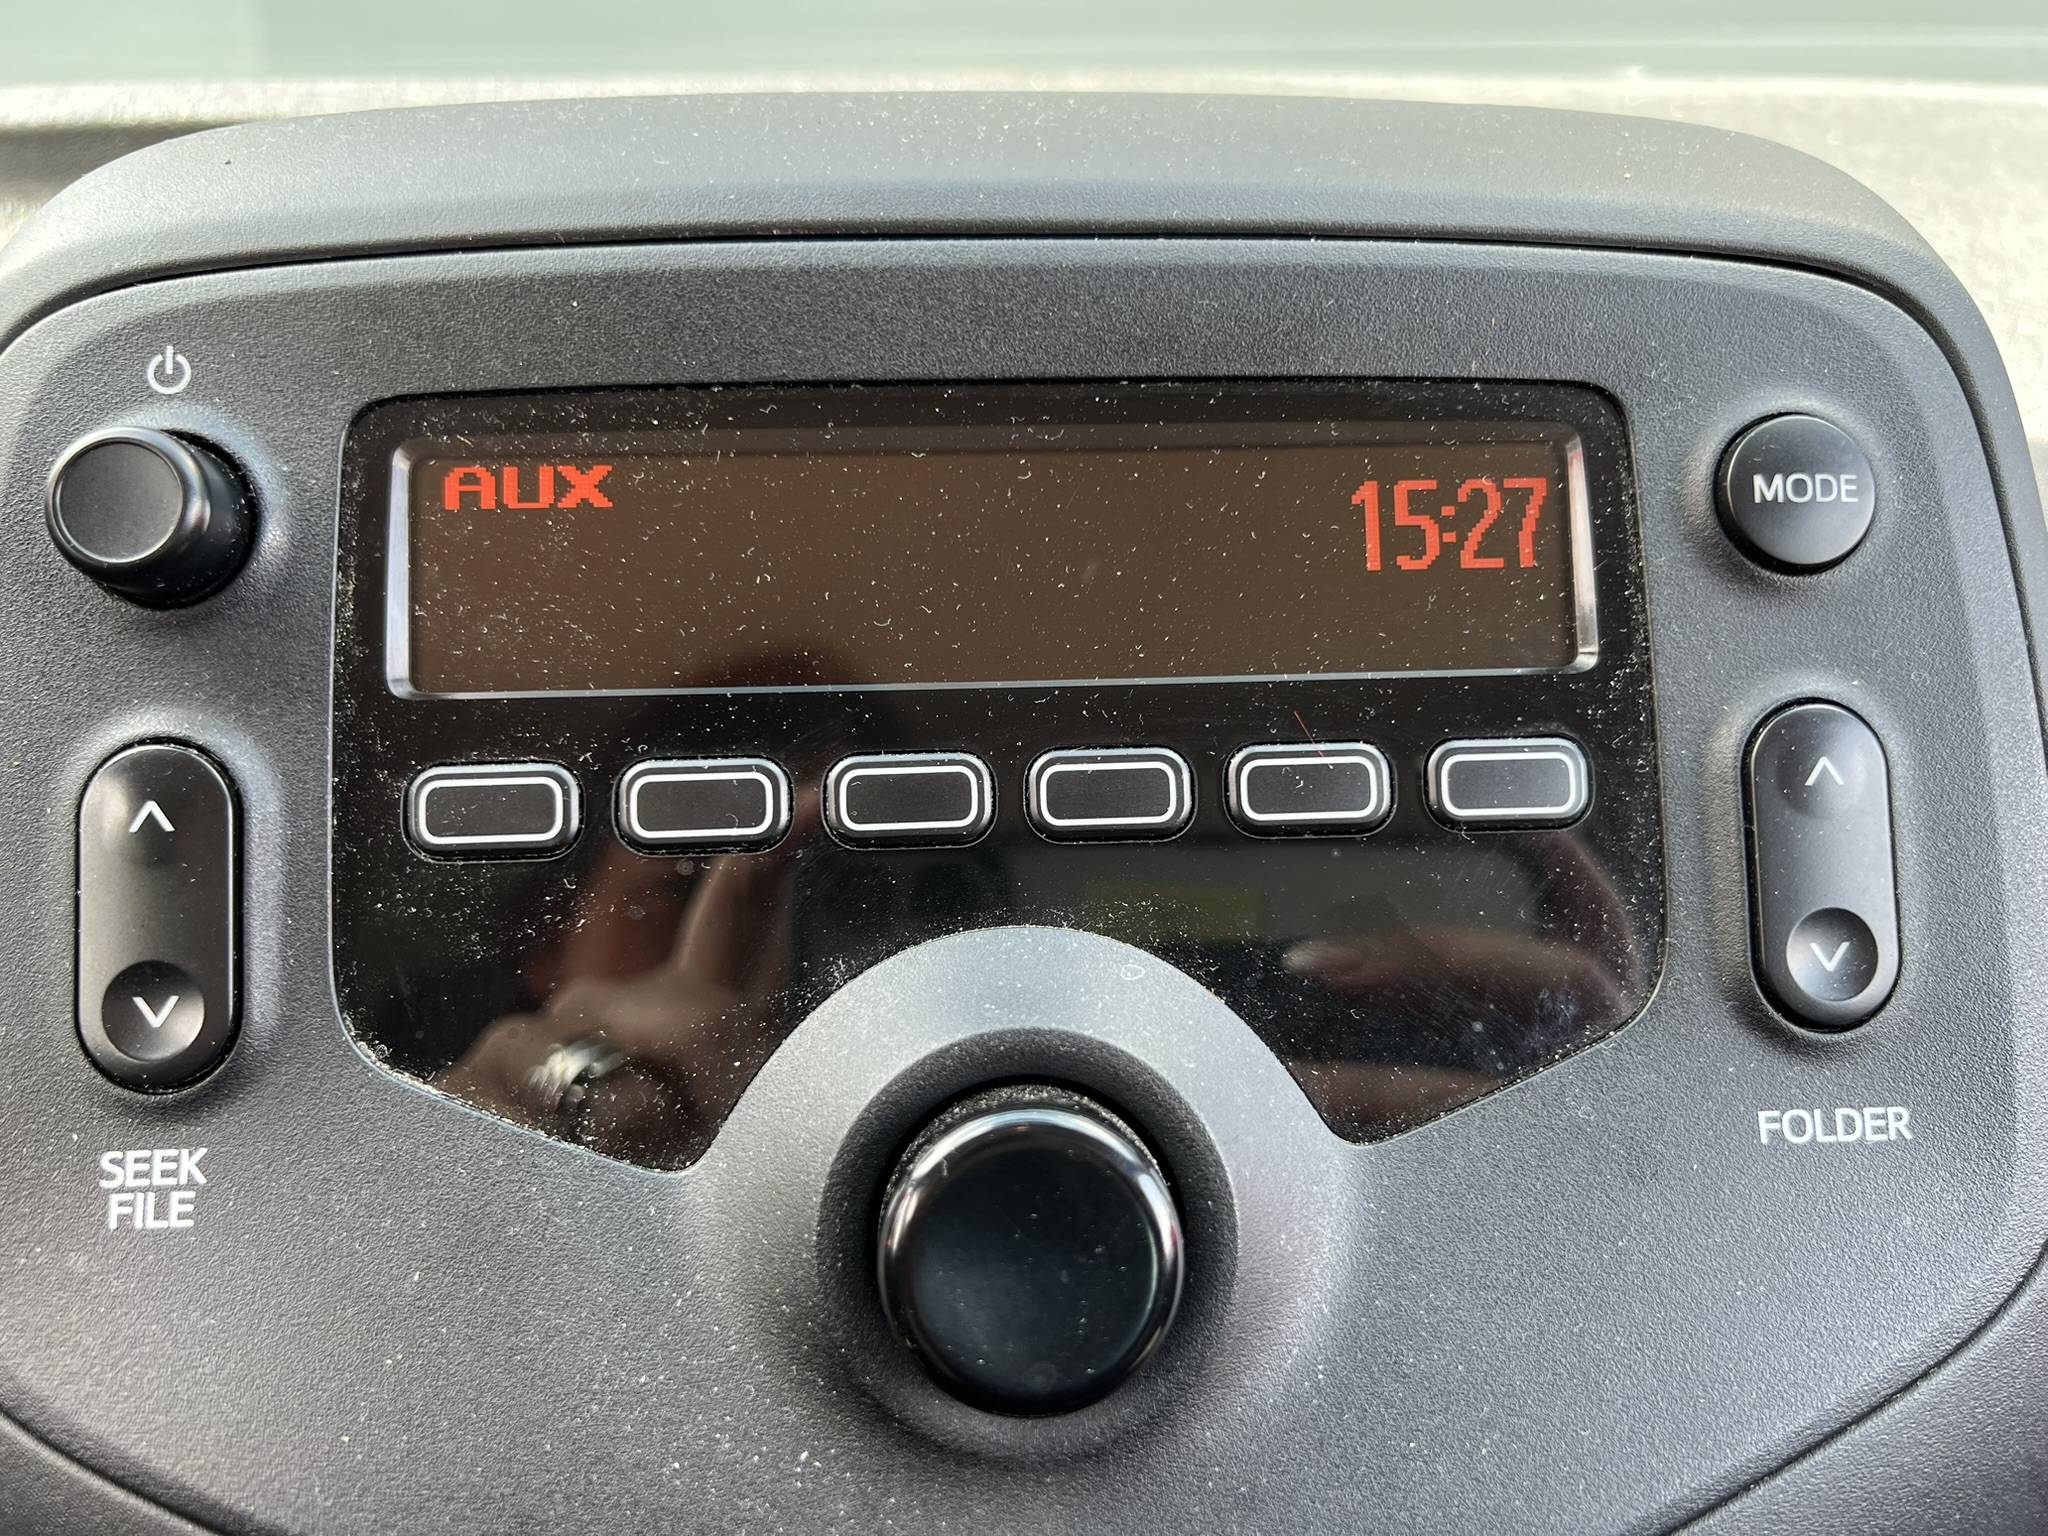 AUX
15:27
MODE
SEEK
FILE
FOLDER